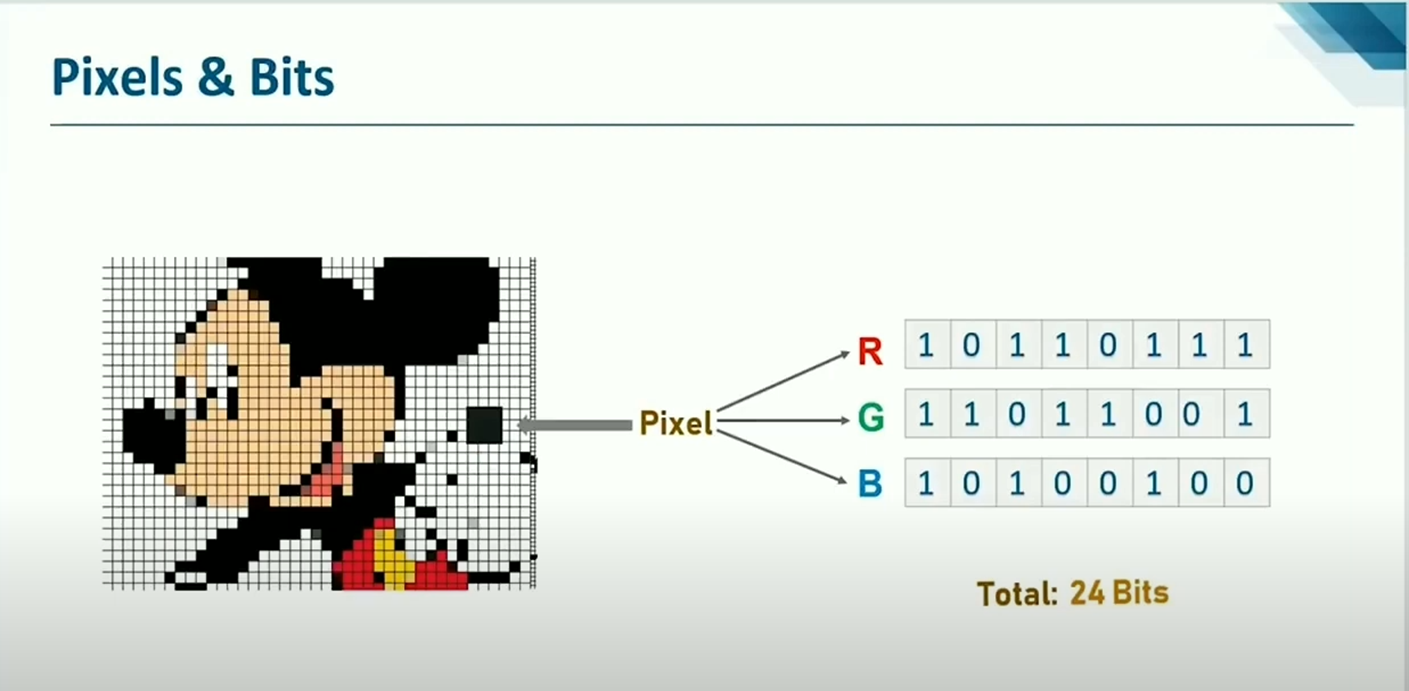 Pixels & Bits
R 1 0 1 1 0 1 1 1
Pixel G 1 1 0 1 1 0 0 1
B 1 0 1 0 0 1 0 0
Total: 24 Bits